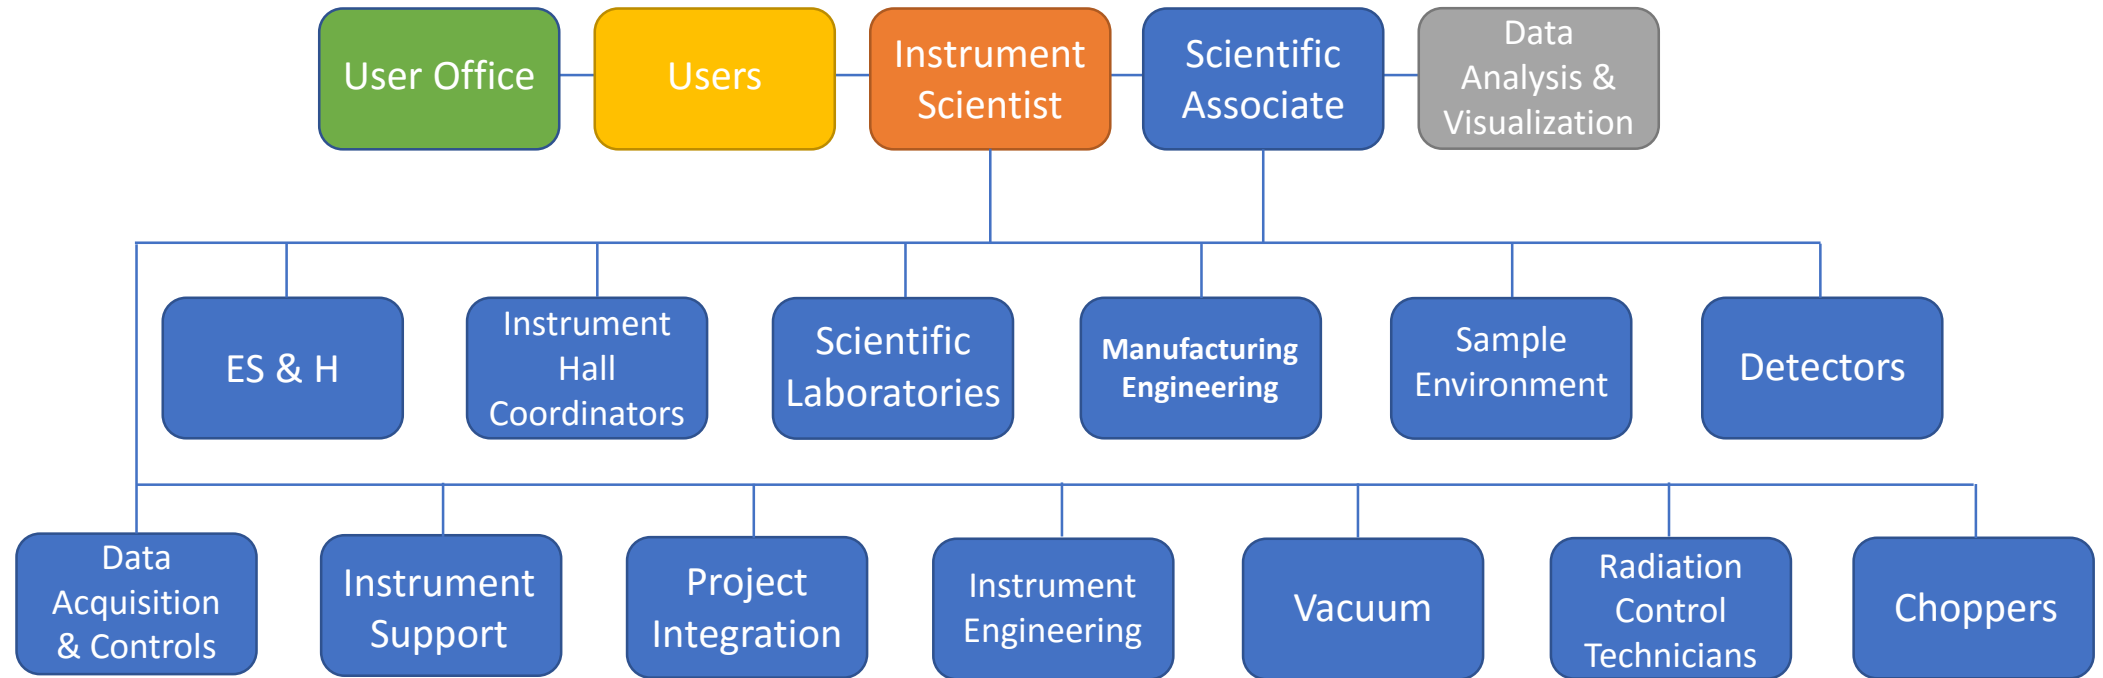 User Office
Users
Instrument
Scientist
Scientific
Associate
Data
Analysis &
Visualization
ES & H
Instrument
Hall
Coordinators
Scientific
Laboratories
Manufacturing
Engineering
Sample
Environment
Detectors
Data
Acquisition
& Controls
Instrument
Support
Project
Integration
Instrument
Engineering
Vacuum
Radiation
Control
Technicians
Choppers